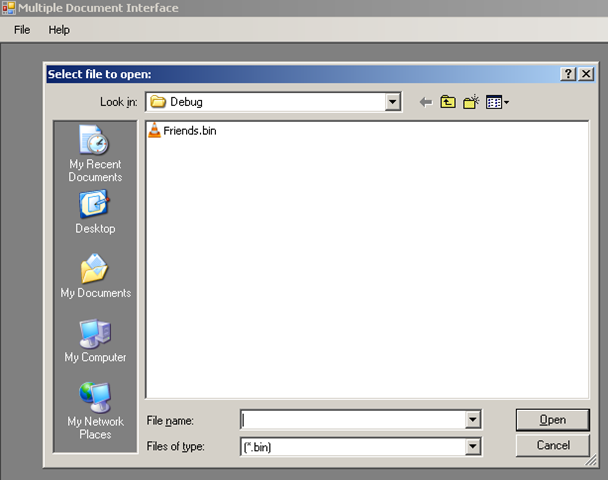 Multiple Document Interface
File Help
Select file to open:
Look in: Debug
Friends.bin
My Recent
Documents
Desktop
My Documents
My Computer
My Network
Places
File name: Open
Files of type: (*.bin) Cancel